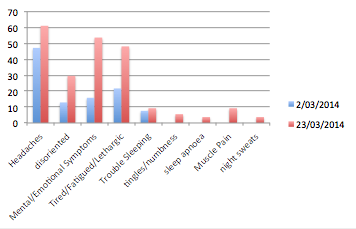 70
60
50
40
30
20
10
0
Headaches
disoriented
Mental/Emotional Symptoms
Tired/Fatigued/Lethargic
Trouble Sleeping
tingles/numbness
sleep apnoea
Muscle Pain
night sweats
2/03/2014
23/03/2014